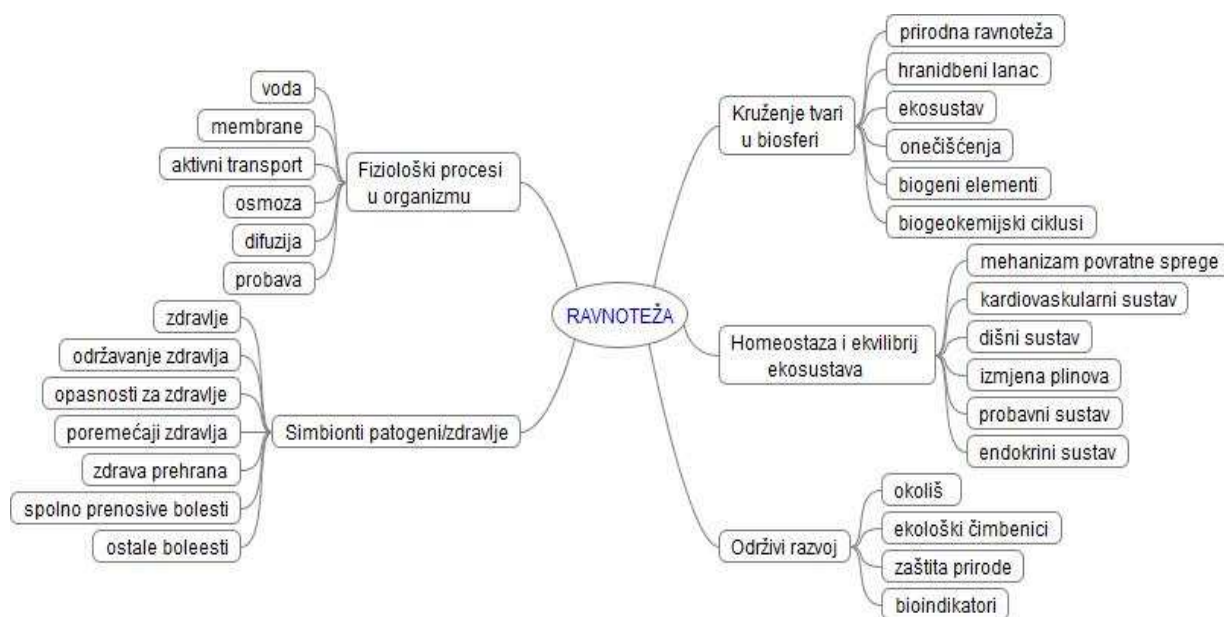 RAVNOTEŽA
Fiziološki procesi
u organizmu
voda
membrane
aktivni transport
osmoza
difuzija
probava
Simbionti patogeni/zdravlje
zdravlje
održavanje zdravlja
opasnosti za zdravlje
poremećaji zdravlja
zdrava prehrana
spolno prenosive bolesti
ostale boleesti
Kruženje tvari
u biosferi
prirodna ravnoteža
hranidbeni lanac
ekosustav
onečišćenja
biogeni elementi
biogeokemijski ciklusi
Homeostaza i ekvilibrij
ekosustava
mehanizam povratne sprege
kardiovaskularni sustav
dišni sustav
izmjena plinova
probavni sustav
endokrini sustav
Održivi razvoj
okoliš
ekološki čimbenici
zaštita prirode
bioindikatori